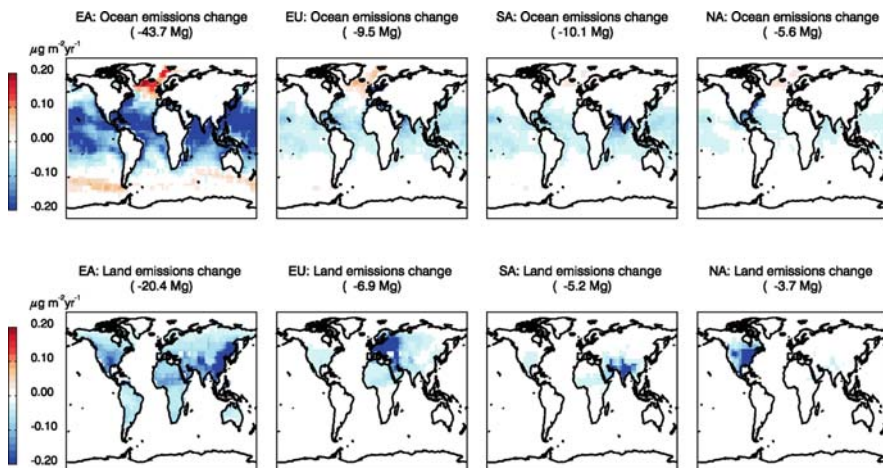 EA: Ocean emissions change
( -43.7 Mg)
EU: Ocean emissions change
( -9.5 Mg)
SA: Ocean emissions change
( -10.1 Mg)
NA: Ocean emissions change
( -5.6 Mg)
μg m⁻²yr⁻¹
0.20
0.10
0.00
-0.10
-0.20
EA: Land emissions change
( -20.4 Mg)
EU: Land emissions change
( -6.9 Mg)
SA: Land emissions change
( -5.2 Mg)
NA: Land emissions change
( -3.7 Mg)
μg m⁻²yr⁻¹
0.20
0.10
0.00
-0.10
-0.20